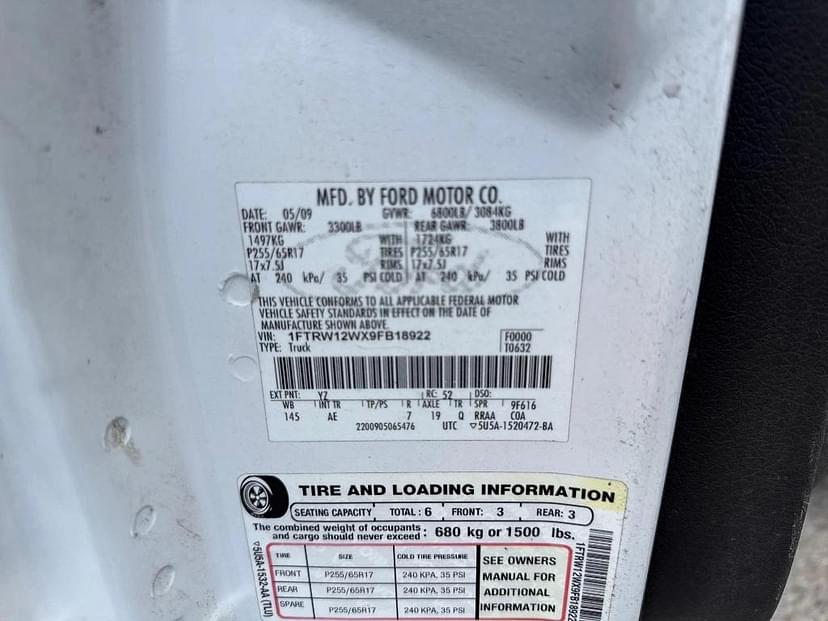 MFD. BY FORD MOTOR CO.
DATE: 05/09 GVWR: 6800LB/ 3084KG
FRONT GAWR: 3300LB REAR GAWR: 3800LB
1497KG WITH 1724KG WITH
P255/65R17 TIRES P255/65R17 TIRES
17x7.5J RIMS 17x7.5J RIMS
AT 240 kPa/ 35 PSI COLD AT 240 kPa/ 35 PSI COLD
THIS VEHICLE CONFORMS TO ALL APPLICABLE FEDERAL MOTOR
VEHICLE SAFETY STANDARDS IN EFFECT ON THE DATE OF
MANUFACTURE SHOWN ABOVE.
VIN: 1FTRW12WX9FB18922 F0000
TYPE: Truck T0632
EXT PNT: YZ RC: 52 DSO:
WB INT TR TP/PS R AXLE TR SPR 9F616
145 AE 7 19 Q RRAA COA
2200905065476 UTC ▽5U5A-1520472-BA
TIRE AND LOADING INFORMATION
SEATING CAPACITY TOTAL: 6 FRONT: 3 REAR: 3
The combined weight of occupants
and cargo should never exceed: 680 kg or 1500 lbs.
TIRE SIZE COLD TIRE PRESSURE SEE OWNERS
FRONT P255/65R17 240 KPA, 35 PSI MANUAL FOR
REAR P255/65R17 240 KPA, 35 PSI ADDITIONAL
SPARE P255/65R17 240 KPA, 35 PSI INFORMATION
▽5U5A-1532-AA (TLU)
1FTRW12WX9FB18922